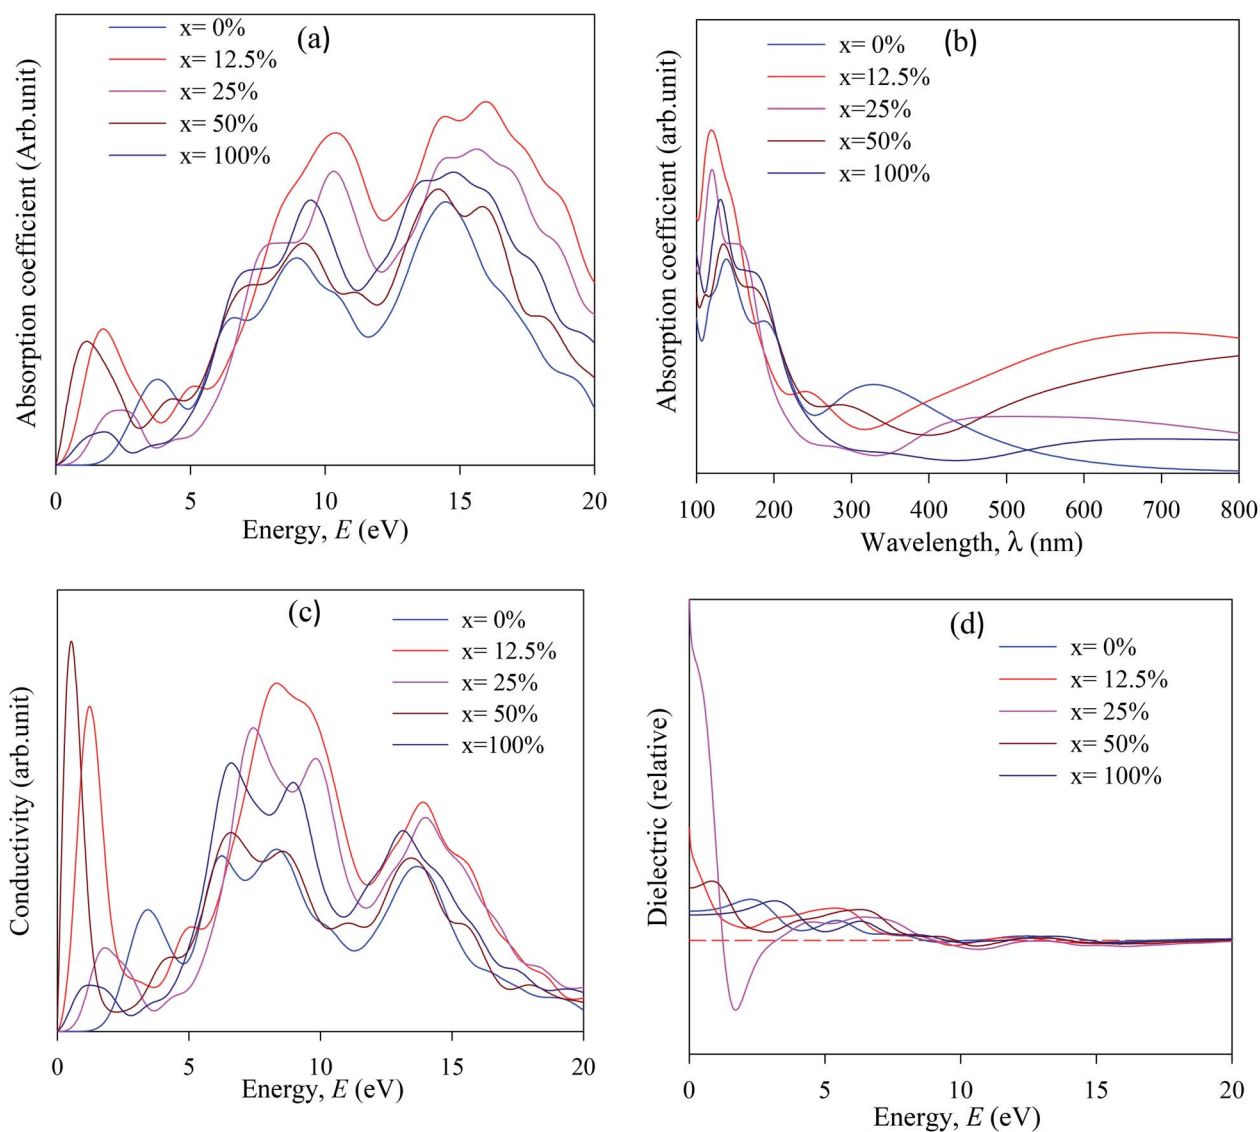 (a)
x= 0%
x= 12.5%
x= 25%
x= 50%
x= 100%
Absorption coefficient (Arb.unit)
0 5 10 15 20
Energy, E (eV)
(b)
x= 0%
x=12.5%
x=25%
x=50%
x= 100%
Absorption coefficient (arb.unit)
100 200 300 400 500 600 700 800
Wavelength, λ (nm)
(c)
x= 0%
x= 12.5%
x= 25%
x= 50%
x=100%
Conductivity (arb.unit)
0 5 10 15 20
Energy, E (eV)
(d)
x= 0%
x= 12.5%
x= 25%
x= 50%
x= 100%
Dielectric (relative)
0 5 10 15 20
Energy, E (eV)